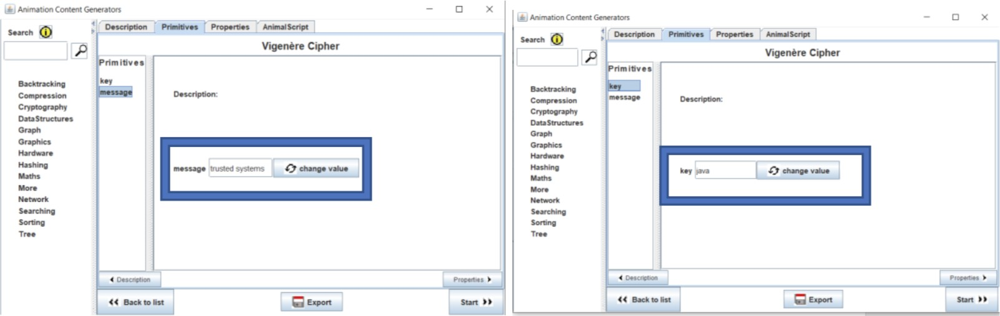 Animation Content Generators
Search
Description Primitives Properties AnimalScript
Vigenère Cipher
Primitives
key
message
Backtracking
Compression
Cryptography
DataStructures
Graph
Graphics
Hardware
Hashing
Maths
More
Network
Searching
Sorting
Tree
Description:
message trusted systems change value
Description Properties
Back to list Export Start
Animation Content Generators
Search
Description Primitives Properties AnimalScript
Vigenère Cipher
Primitives
key
message
Backtracking
Compression
Cryptography
DataStructures
Graph
Graphics
Hardware
Hashing
Maths
More
Network
Searching
Sorting
Tree
Description:
key java change value
Description Properties
Back to list Export Start